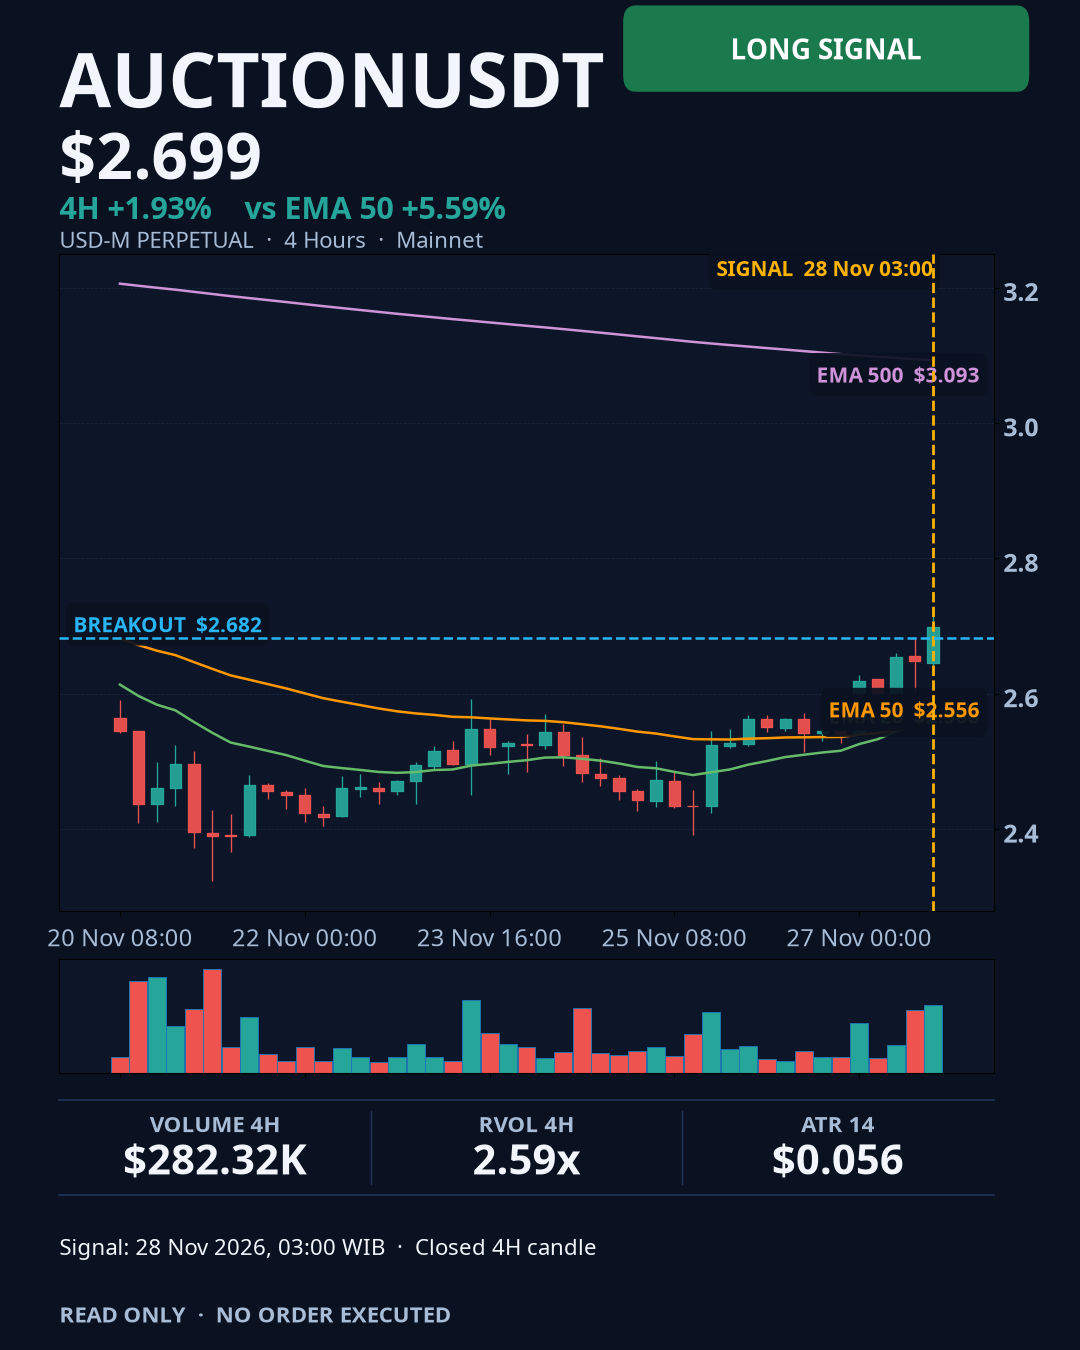 AUCTIONUSDT
LONG SIGNAL
$2.699
4H +1.93% vs EMA 50 +5.59%
USD-M PERPETUAL · 4 Hours · Mainnet
SIGNAL 28 Nov 03:00
3.2
EMA 500 $3.093
3.0
2.8
BREAKOUT $2.682
2.6
EMA 50 $2.556
2.4
20 Nov 08:00 22 Nov 00:00 23 Nov 16:00 25 Nov 08:00 27 Nov 00:00
VOLUME 4H RVOL 4H ATR 14
$282.32K 2.59x $0.056
Signal: 28 Nov 2026, 03:00 WIB · Closed 4H candle
READ ONLY · NO ORDER EXECUTED